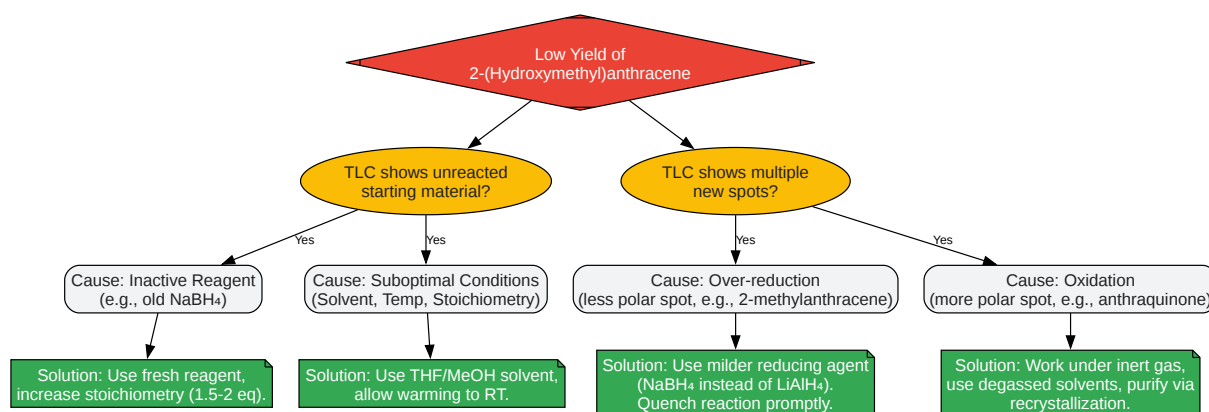 Low Yield of
2-(Hydroxymethyl)anthracene
TLC shows unreacted
starting material?
TLC shows multiple
new spots?
Yes
Yes
Yes
Yes
Cause: Inactive Reagent
(e.g., old NaBH₄)
Cause: Suboptimal Conditions
(Solvent, Temp, Stoichiometry)
Cause: Over-reduction
(less polar spot, e.g., 2-methylanthracene)
Cause: Oxidation
(more polar spot, e.g., anthraquinone)
Solution: Use fresh reagent,
increase stoichiometry (1.5-2 eq).
Solution: Use THF/MeOH solvent,
allow warming to RT.
Solution: Use milder reducing agent
(NaBH₄ instead of LiAlH₄).
Quench reaction promptly.
Solution: Work under inert gas,
use degassed solvents, purify via
recrystallization.